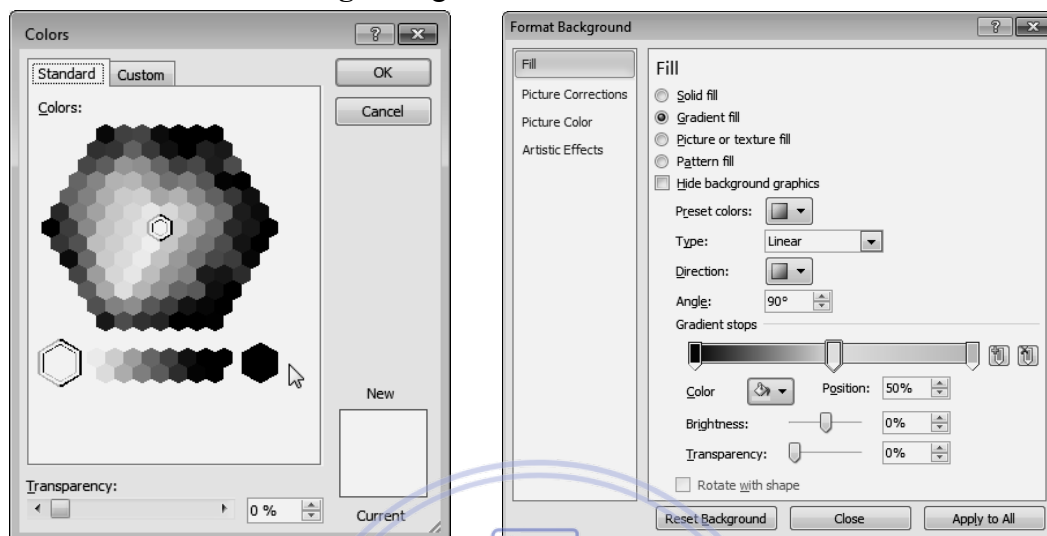 Colors
Standard
Custom
OK
Cancel
Colors:
New
Current
Transparency:
0 %
Format Background
Fill
Picture Corrections
Picture Color
Artistic Effects
Fill
Solid fill
Gradient fill
Picture or texture fill
Pattern fill
Hide background graphics
Preset colors:
Type: Linear
Direction:
Angle: 90°
Gradient stops
Color Position: 50%
Brightness: 0%
Transparency: 0%
Rotate with shape
Reset Background Close Apply to All